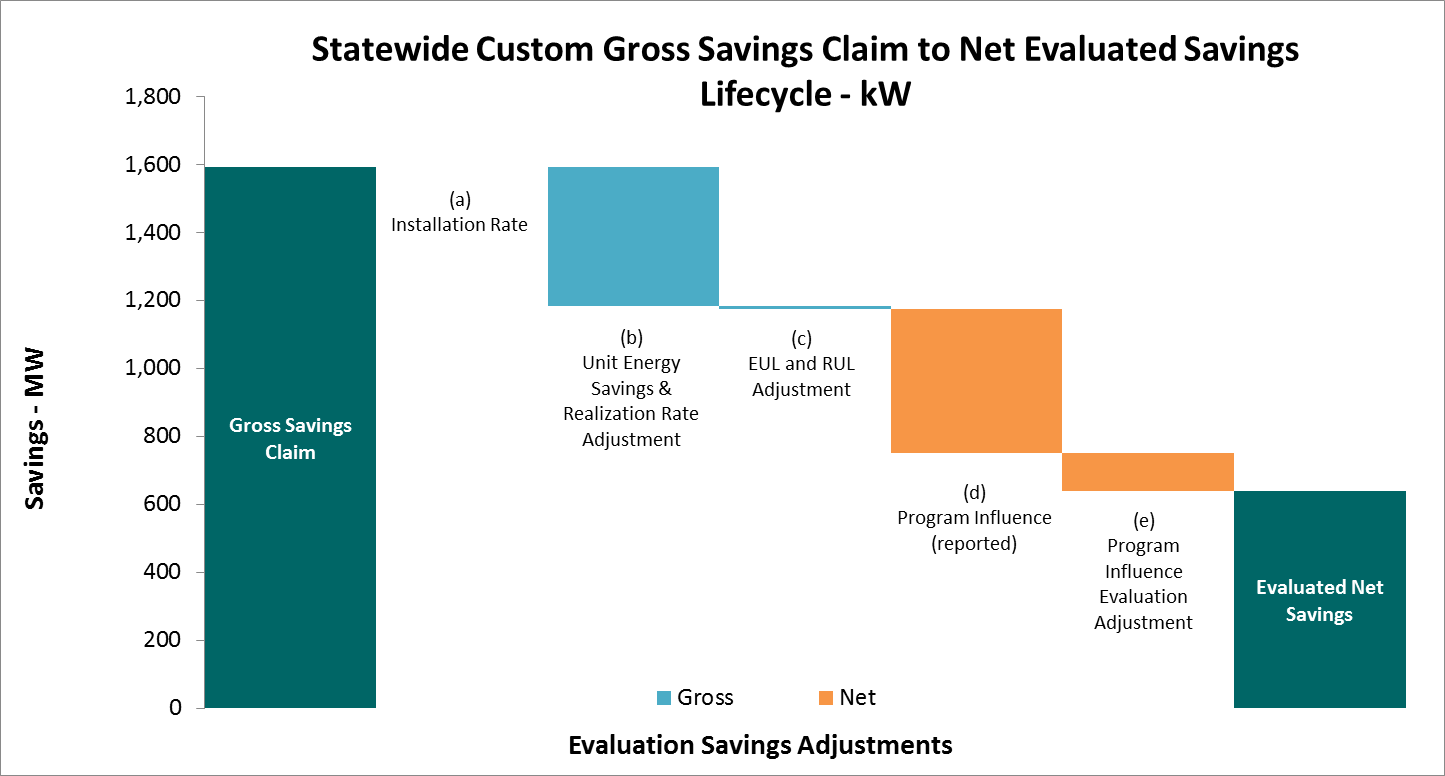 Statewide Custom Gross Savings Claim to Net Evaluated Savings
Lifecycle - kW
1,800
1,600
1,400
1,200
1,000
800
600
400
200
0
Savings - MW
Gross Savings
Claim
(a)
Installation Rate
(b)
Unit Energy
Savings &
Realization Rate
Adjustment
(c)
EUL and RUL
Adjustment
(d)
Program Influence
(reported)
(e)
Program
Influence
Evaluation
Adjustment
Evaluated Net
Savings
Gross
Net
Evaluation Savings Adjustments